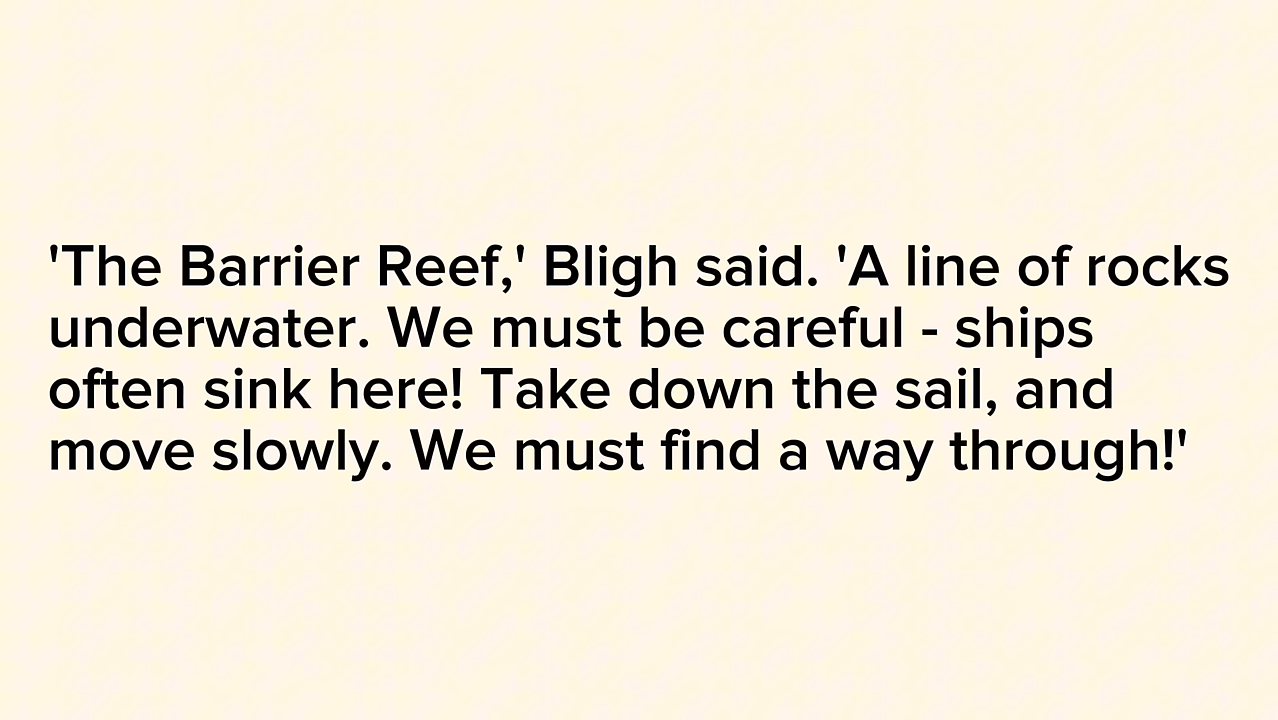 'The Barrier Reef,' Bligh said. 'A line of rocks
underwater. We must be careful - ships
often sink here! Take down the sail, and
move slowly. We must find a way through!'